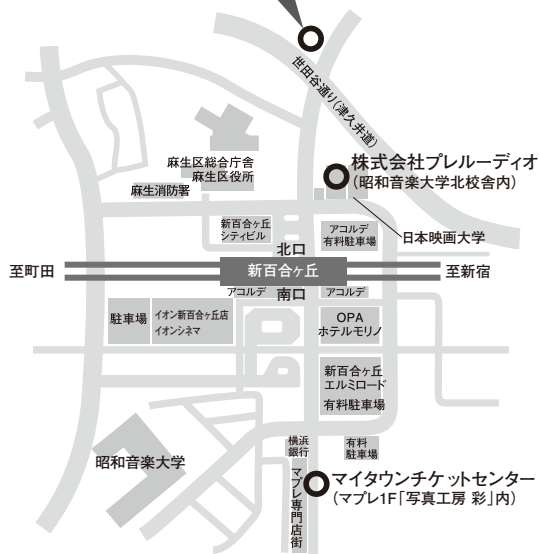 世田谷通り(津久井道)
麻生区総合庁舎
麻生区役所
麻生消防署
株式会社プレルーディオ
(昭和音楽大学北校舎内)
新百合ヶ丘
シティビル
アコルデ
有料駐車場
日本映画大学
北口
至町田
新百合ヶ丘
至新宿
アコルデ
南口
アコルデ
駐車場
イオン新百合ヶ丘店
イオンシネマ
OPA
ホテルモリノ
新百合ヶ丘
エルミロード
有料駐車場
昭和音楽大学
横浜
銀行
有料
駐車場
マプレ専門店街
マイタウンチケットセンター
(マプレ1F「写真工房 彩」内)